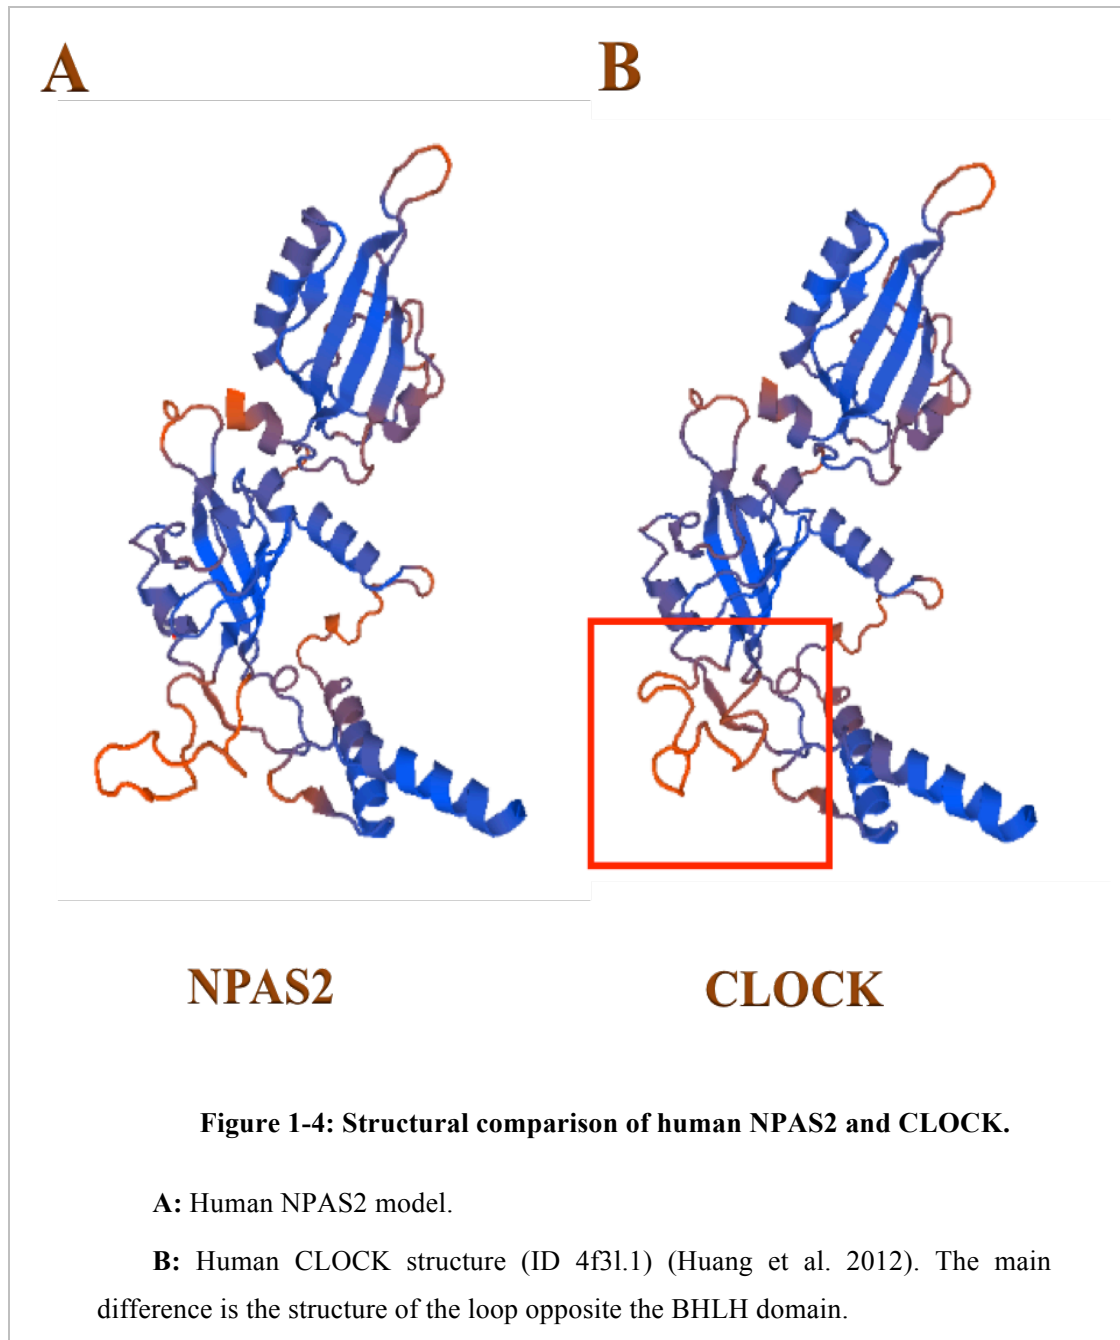 A B
NPAS2 CLOCK
Figure 1-4: Structural comparison of human NPAS2 and CLOCK.
A: Human NPAS2 model.
B: Human CLOCK structure (ID 4f3l.1) (Huang et al. 2012). The main
difference is the structure of the loop opposite the BHLH domain.